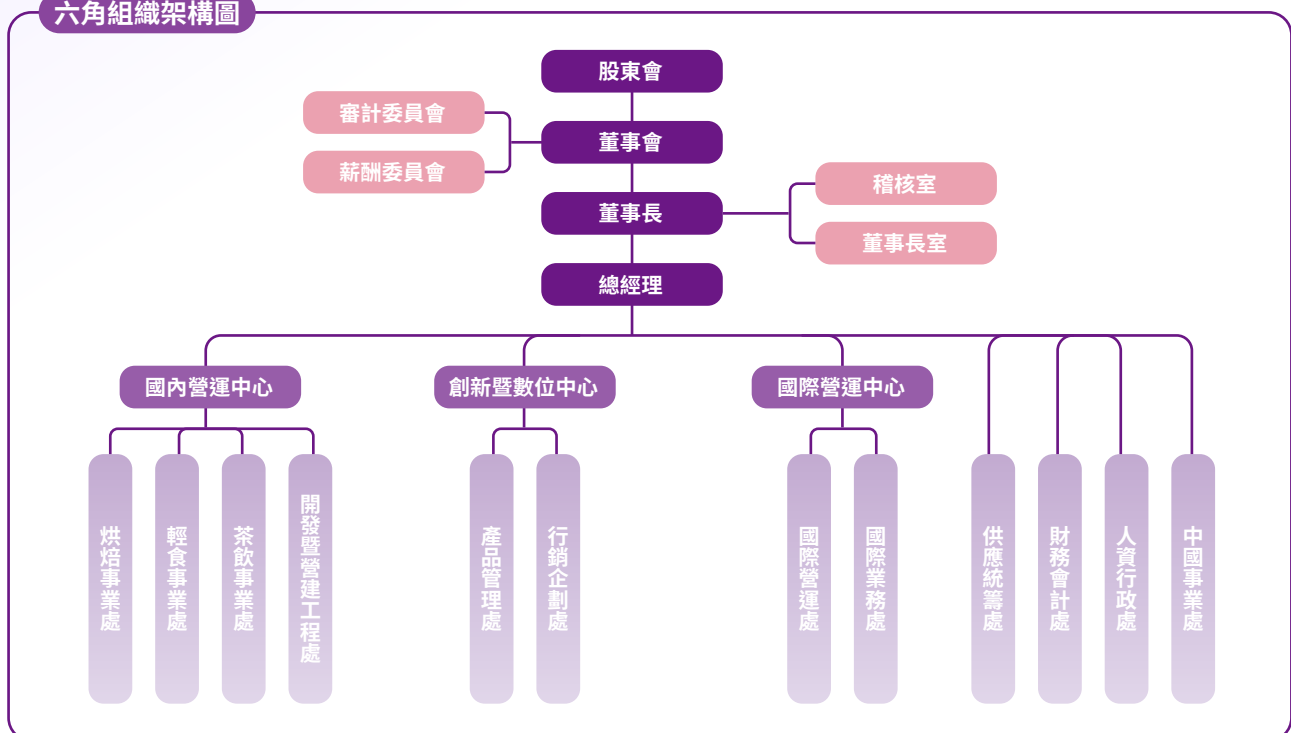 六角組織架構圖
股東會
審計委員會
董事會
薪酬委員會
稽核室
董事長
董事長室
總經理
國內營運中心
創新暨數位中心
國際營運中心
烘焙事業處
輕食事業處
茶飲事業處
開發暨營建工程處
產品管理處
行銷企劃處
國際營運處
國際業務處
供應統籌處
財務會計處
人資行政處
中國事業處